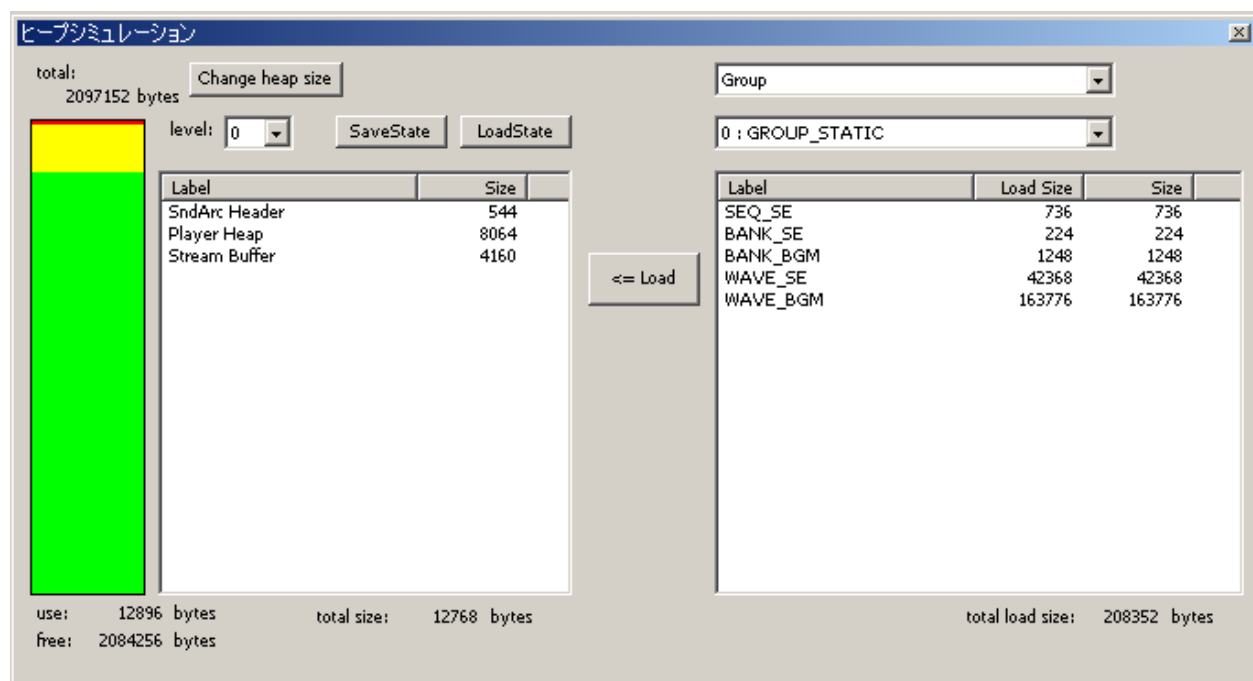 ヒープシミュレーション
total:
2097152 bytes
Change heap size
Group
level: 0 SaveState LoadState
0 : GROUP_STATIC
Label Size
SndArc Header 544
Player Heap 8064
Stream Buffer 4160
<= Load
Label Load Size Size
SEQ_SE 736 736
BANK_SE 224 224
BANK_BGM 1248 1248
WAVE_SE 42368 42368
WAVE_BGM 163776 163776
use: 12896 bytes
free: 2084256 bytes
total size: 12768 bytes
total load size: 208352 bytes